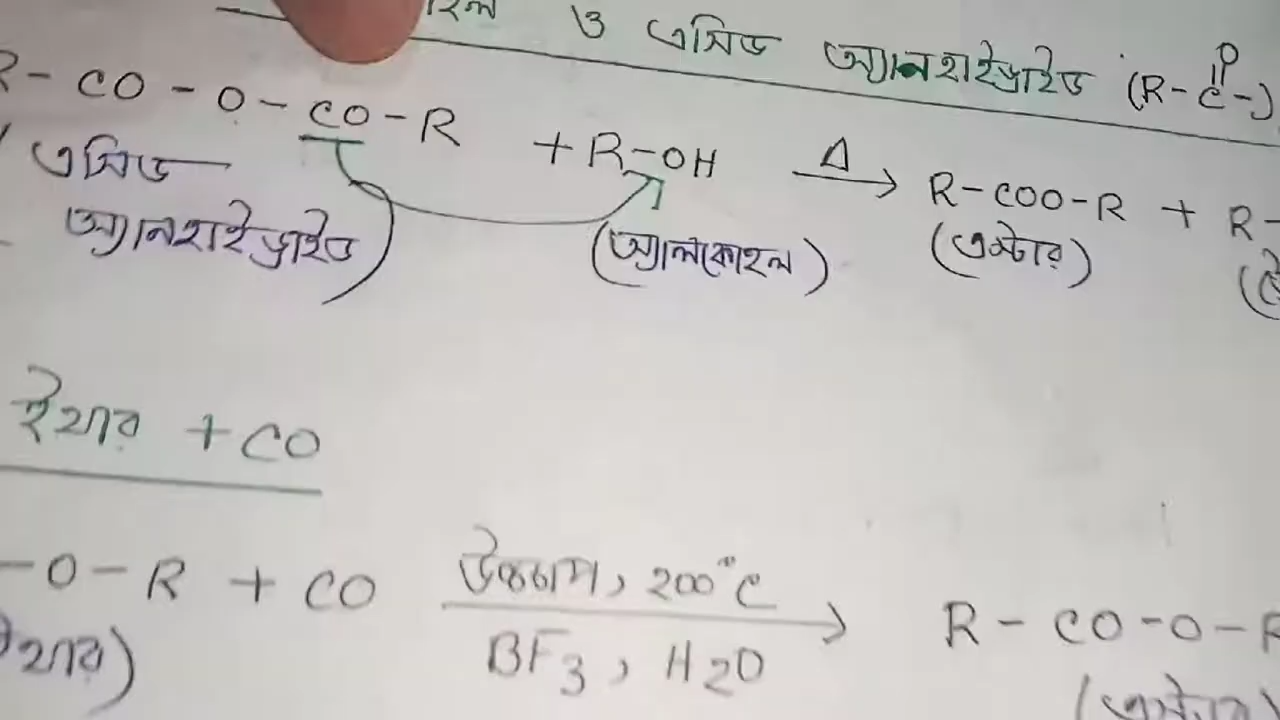 ও এসিড অ্যানহাইড্রাইড (R-C-)
O
R - CO - O - CO - R + R-OH Δ → R-COO-R + R-
(এসিড অ্যানহাইড্রাইড) (অ্যালকোহল) (এস্টার)
ইথার + CO
-O-R + CO উচ্চচাপ, 200°C → R - CO-O-R
BF3, H2O
(এস্টার)